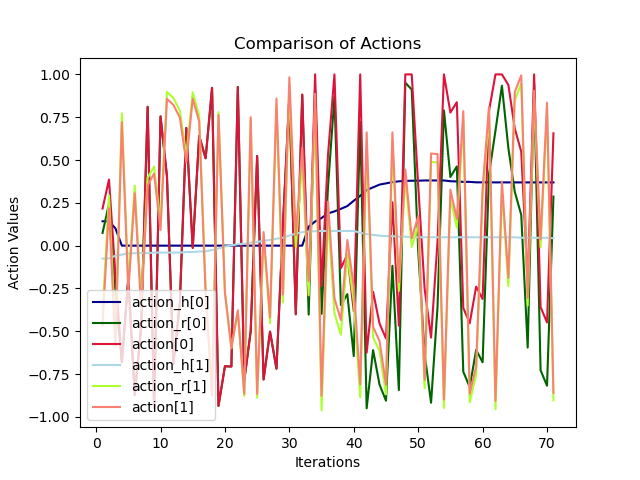 Comparison of Actions
Action Values
1.00
0.75
0.50
0.25
0.00
−0.25
−0.50
−0.75
−1.00
action_h[0]
action_r[0]
action[0]
action_h[1]
action_r[1]
action[1]
0 10 20 30 40 50 60 70
Iterations